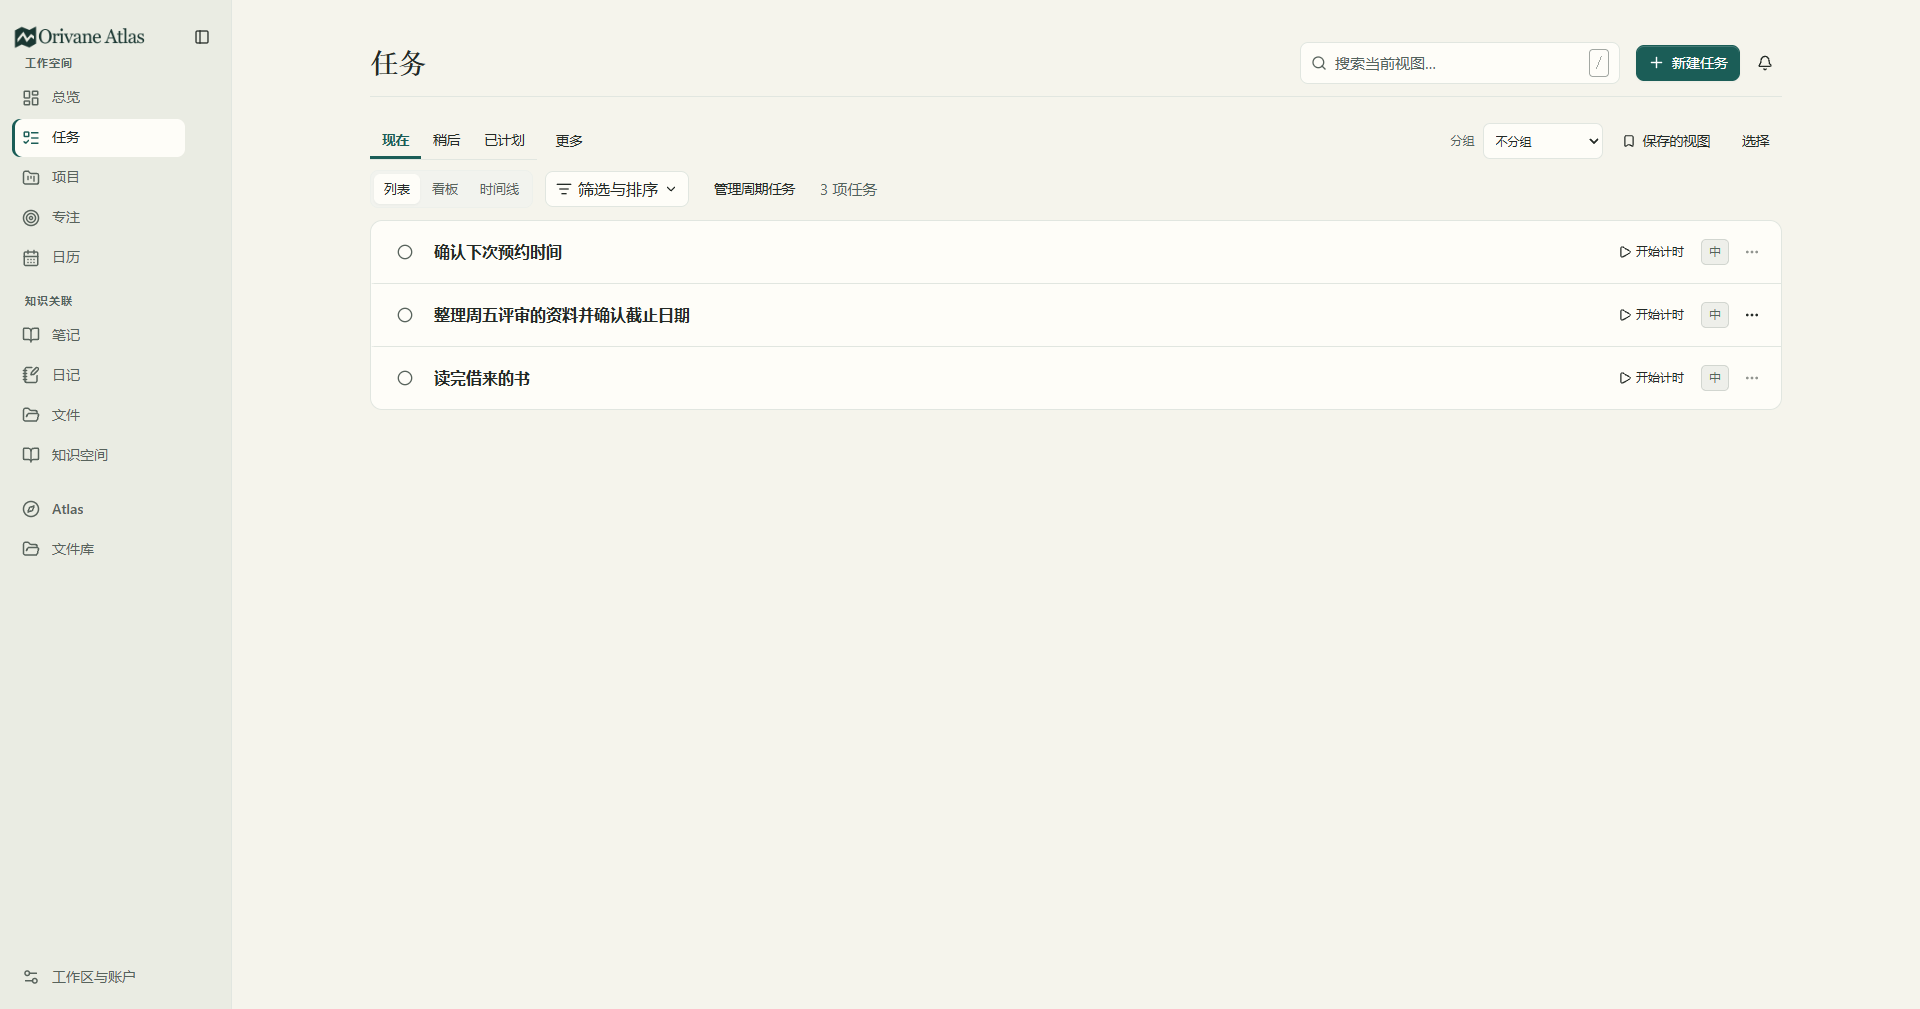 Orivane Atlas
工作空间
总览
任务
项目
专注
日历
知识关联
笔记
日记
文件
知识空间
Atlas
文件库
工作区与账户
任务
搜索当前视图... /
新建任务
现在 稍后 已计划 更多
分组 不分组 保存的视图 选择
列表 看板 时间线 筛选与排序 管理周期任务 3 项任务
确认下次预约时间 开始计时 中
整理周五评审的资料并确认截止日期 开始计时 中
读完借来的书 开始计时 中